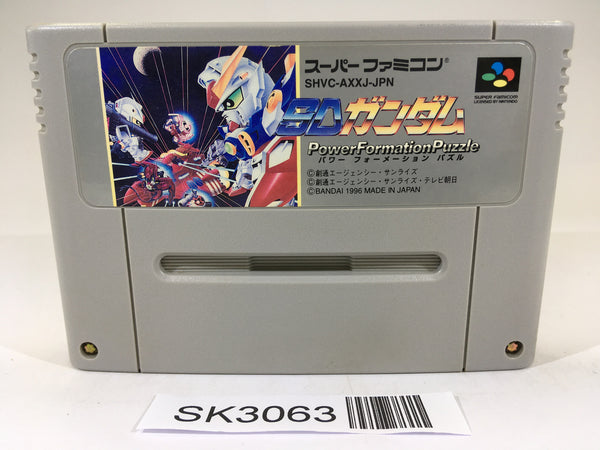 スーパーファミコン®
SHVC-AXXJ-JPN
SUPER FAMICOM
LICENSED BY NINTENDO
SDガンダム
PowerFormationPuzzle
パワー フォーメーション パズル
©創通エージェンシー・サンライズ
©創通エージェンシー・サンライズ・テレビ朝日
©BANDAI 1996 MADE IN JAPAN
SK3063